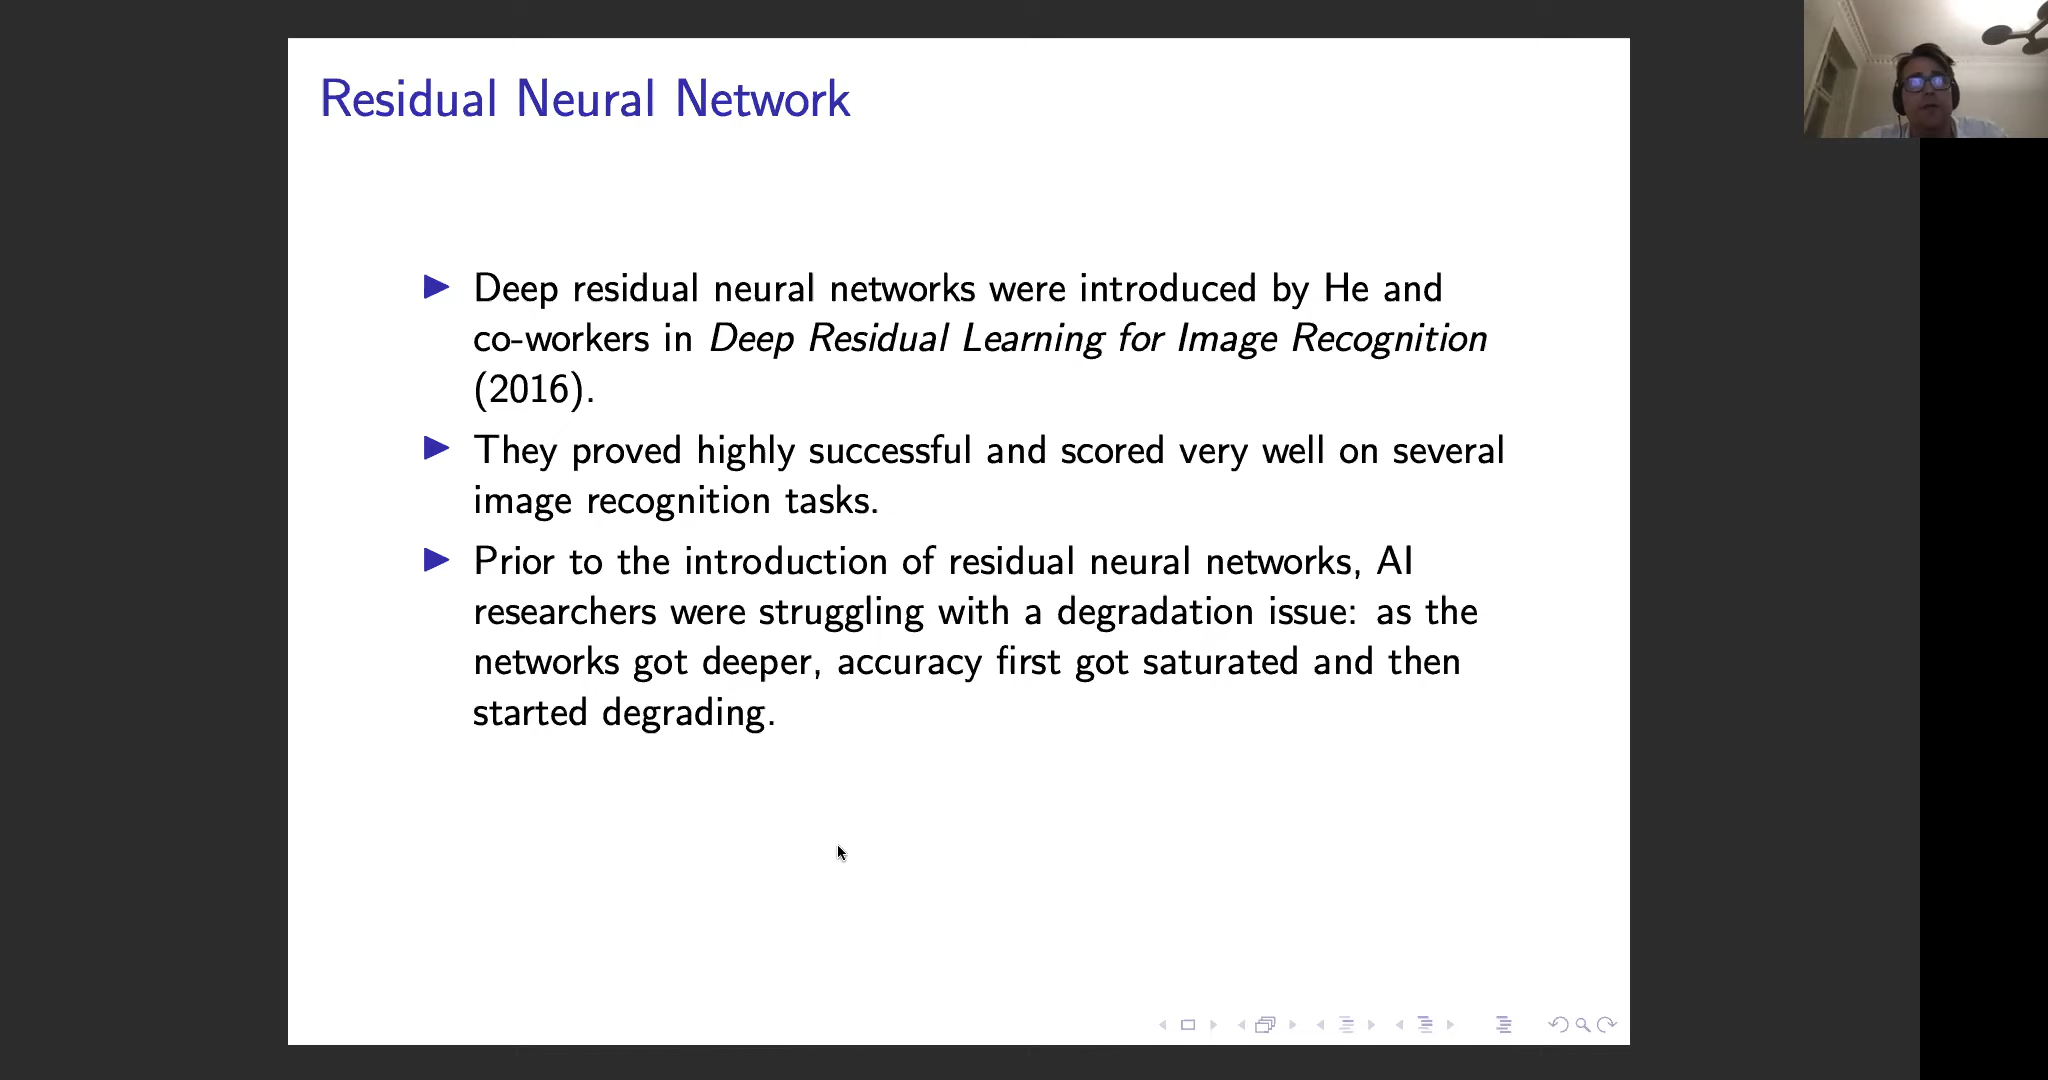 Residual Neural Network
Deep residual neural networks were introduced by He and
co-workers in Deep Residual Learning for Image Recognition
(2016).
They proved highly successful and scored very well on several
image recognition tasks.
Prior to the introduction of residual neural networks, AI
researchers were struggling with a degradation issue: as the
networks got deeper, accuracy first got saturated and then
started degrading.